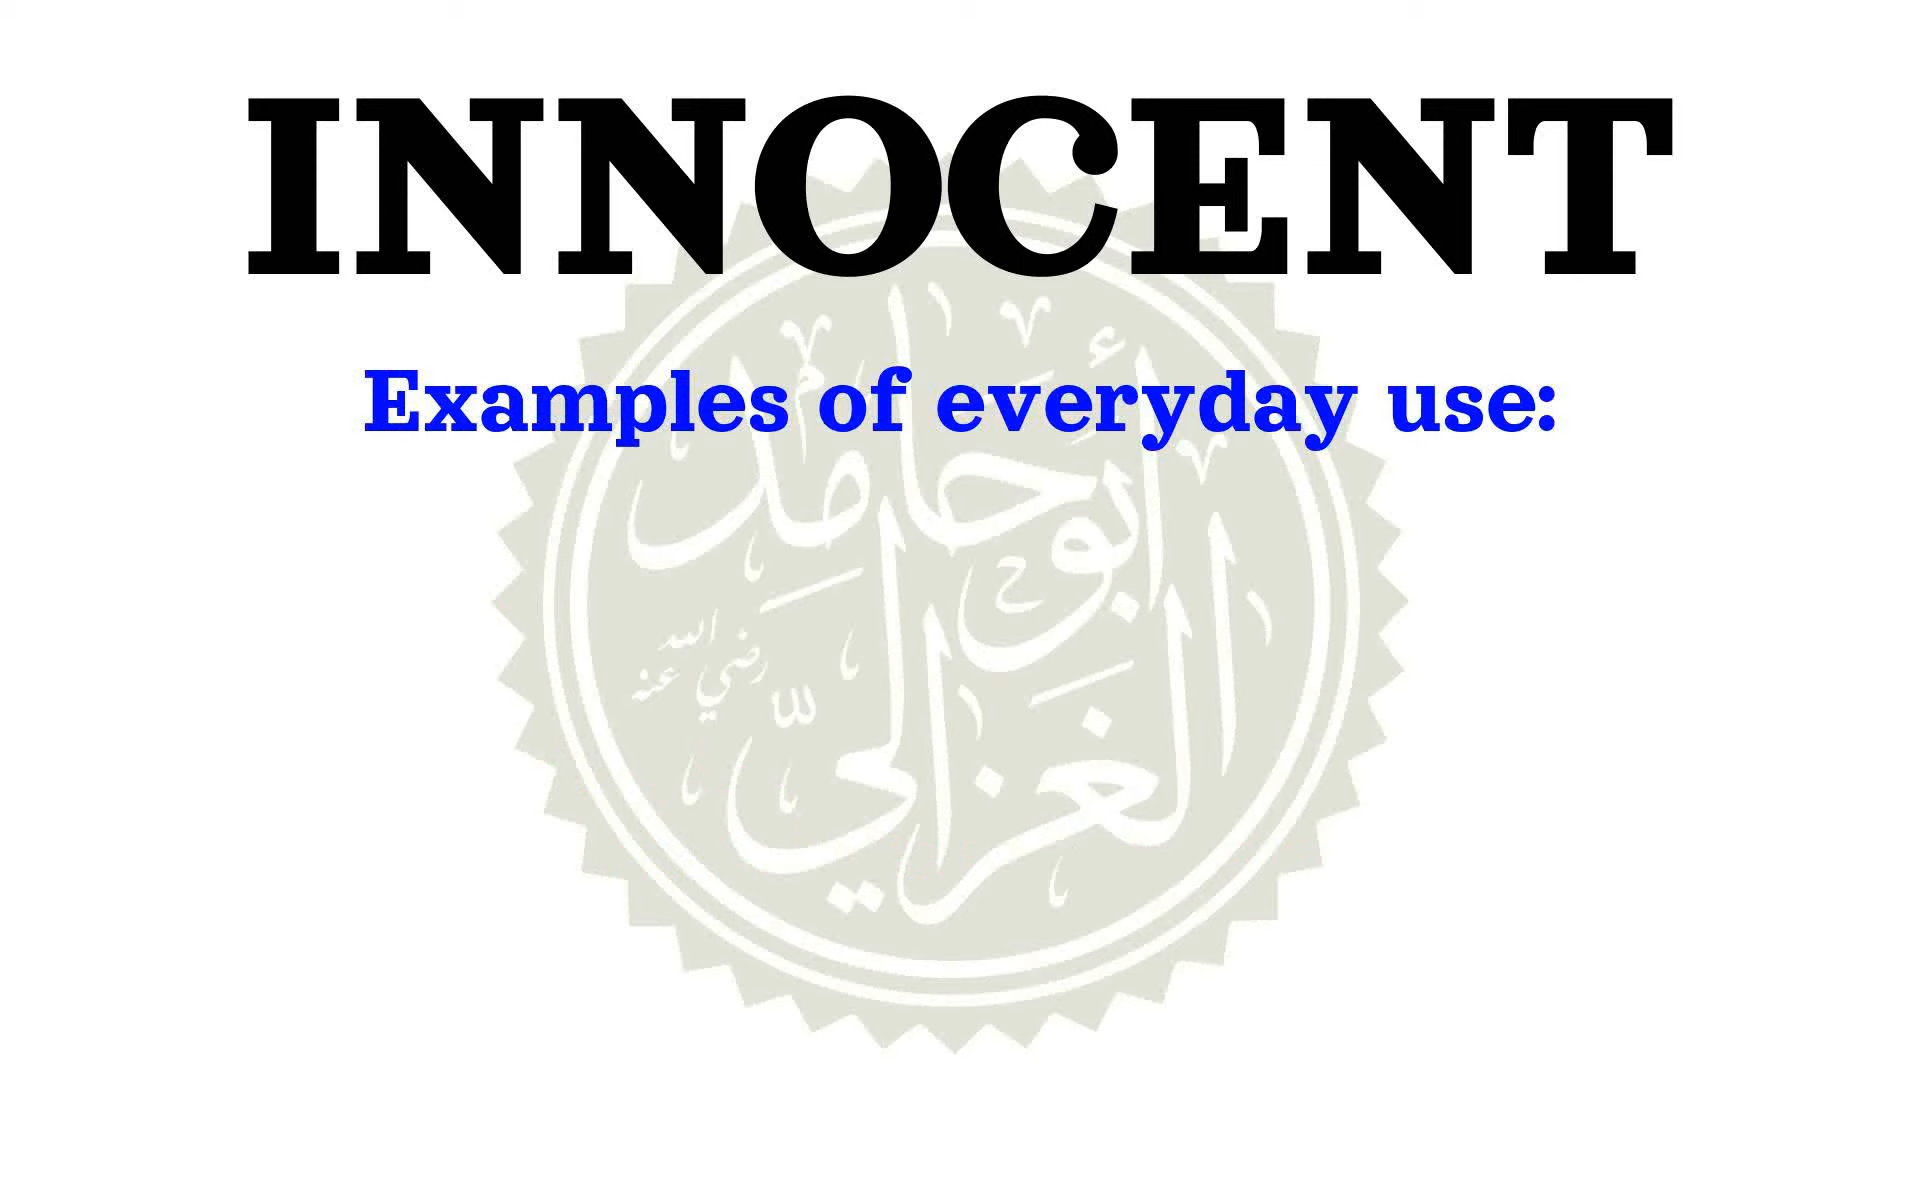 INNOCENT
Examples of everyday use:
أبو حامد
الغزالي
رضي الله عنه